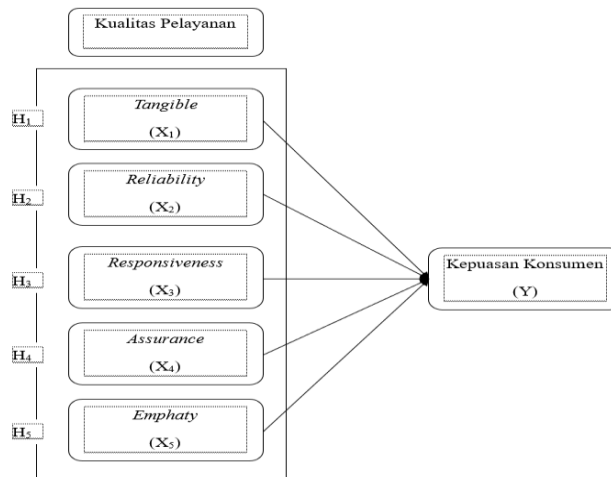 Kualitas Pelayanan
H₁
Tangible
(X₁)
H₂
Reliability
(X₂)
H₃
Responsiveness
(X₃)
H₄
Assurance
(X₄)
H₅
Emphaty
(X₅)
Kepuasan Konsumen
(Y)